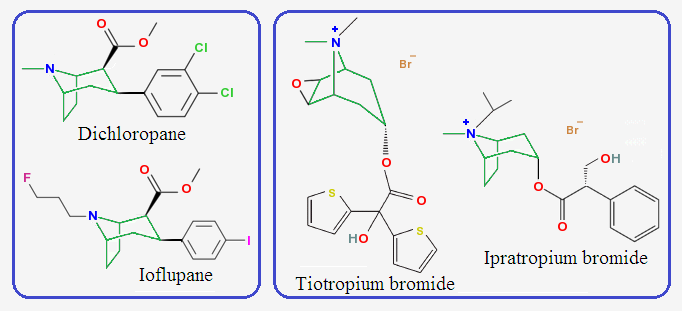 O
O
N
Cl
Cl
Dichloropane
F
O
O
N
I
Ioflupane
+
N
Br−
O
O
O
S
HO
S
Tiotropium bromide
+
N
Br−
OH
O
O
Ipratropium bromide